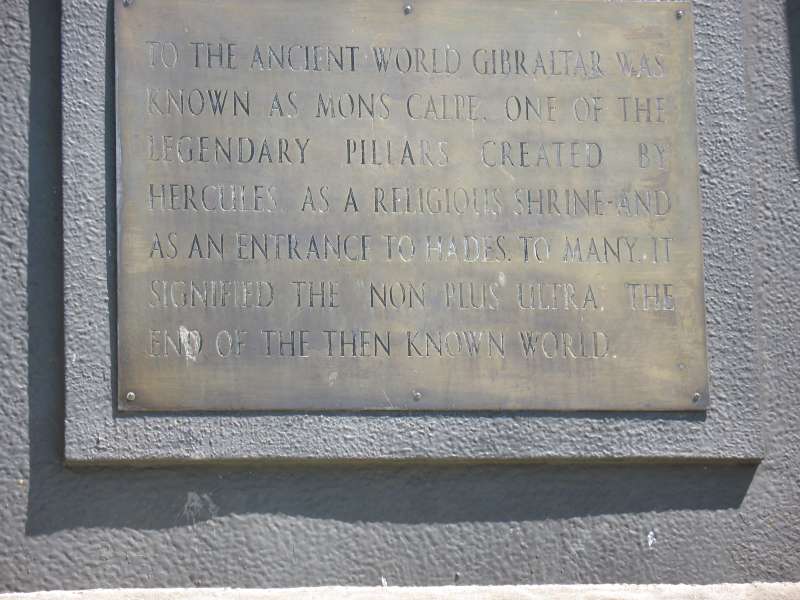 TO THE ANCIENT WORLD GIBRALTAR WAS
KNOWN AS MONS CALPE, ONE OF THE
LEGENDARY PILLARS CREATED BY
HERCULES. AS A RELIGIOUS SHRINE AND
AS AN ENTRANCE TO HADES. TO MANY, IT
SIGNIFIED THE "NON PLUS ULTRA," THE
END OF THE THEN KNOWN WORLD.